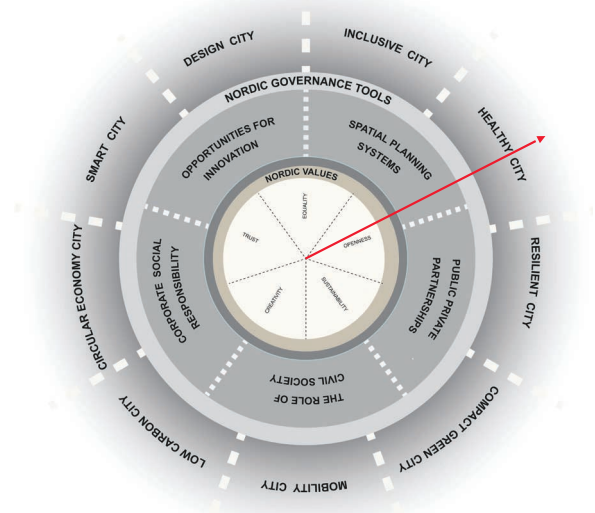 DESIGN CITY
INCLUSIVE CITY
HEALTHY CITY
RESILIENT CITY
COMPACT GREEN CITY
MOBILITY CITY
LOW CARBON CITY
CIRCULAR ECONOMY CITY
SMART CITY
NORDIC GOVERNANCE TOOLS
OPPORTUNITIES FOR
INNOVATION
SPATIAL PLANNING
SYSTEMS
PUBLIC PRIVATE
PARTNERSHIPS
THE ROLE OF
CIVIL SOCIETY
CORPORATE SOCIAL
RESPONSIBILITY
NORDIC VALUES
EQUALITY
OPENNESS
SUSTAINABILITY
CREATIVITY
TRUST